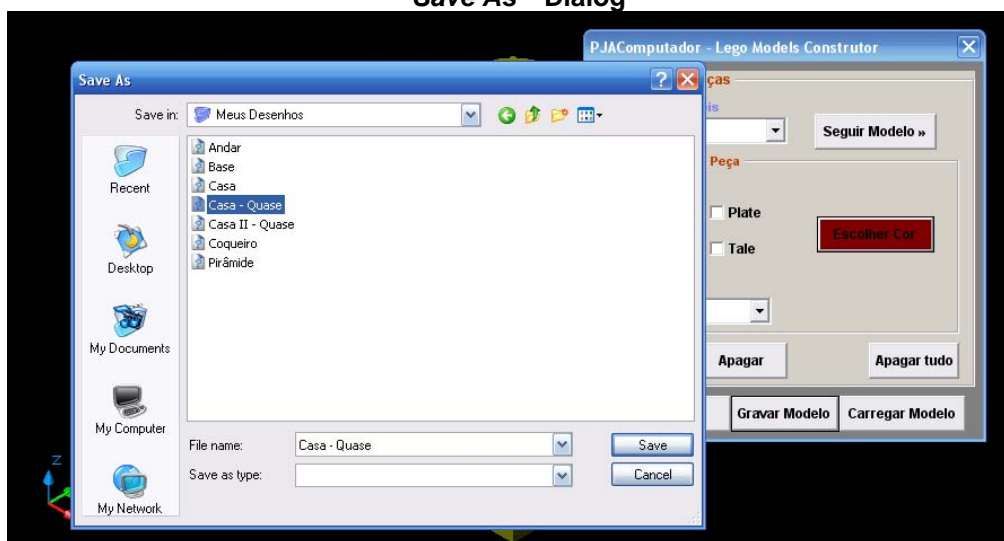 Save As" Dialog
PJAComputador - Lego Models Construtor
Save As
Save in:
Meus Desenhos
Recent
Desktop
My Documents
My Computer
My Network
Andar
Base
Casa
Casa - Quase
Casa II - Quase
Coqueiro
Pirâmide
File name:
Casa - Quase
Save
Save as type:
Cancel
ças
is
Seguir Modelo »
Peça
Plate
Escolher Cor
Tale
Apagar
Apagar tudo
Gravar Modelo
Carregar Modelo
Z